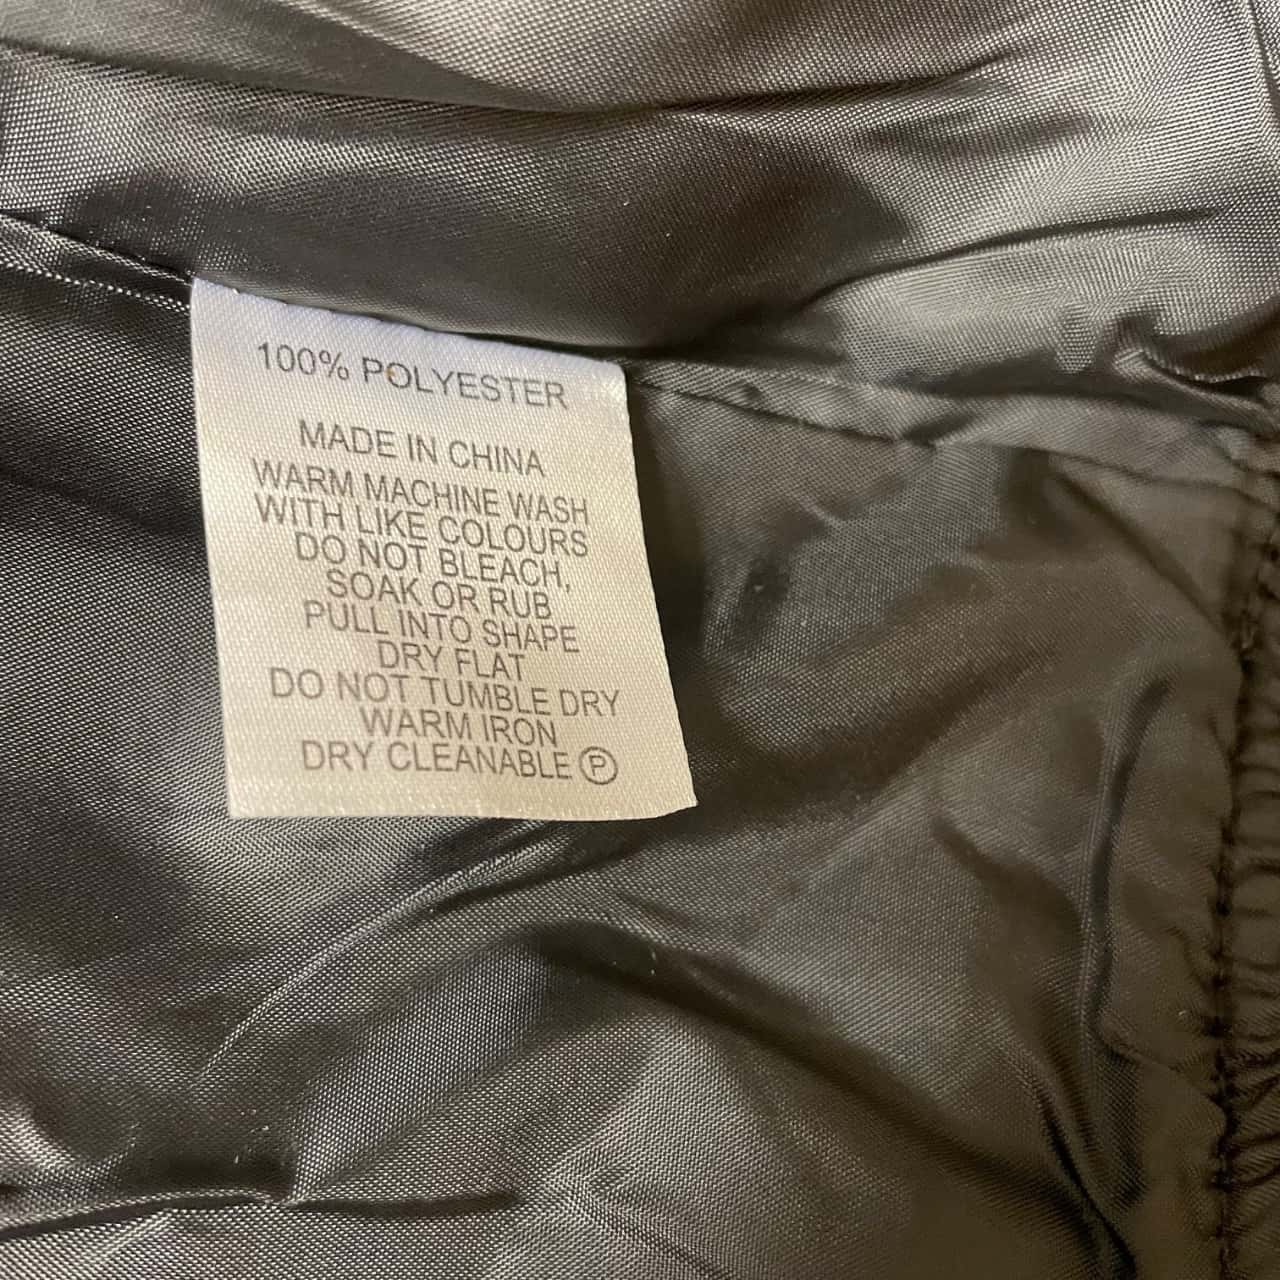 100% POLYESTER
MADE IN CHINA
WARM MACHINE WASH
WITH LIKE COLOURS
DO NOT BLEACH,
SOAK OR RUB
PULL INTO SHAPE
DRY FLAT
DO NOT TUMBLE DRY
WARM IRON
DRY CLEANABLE Ⓟ